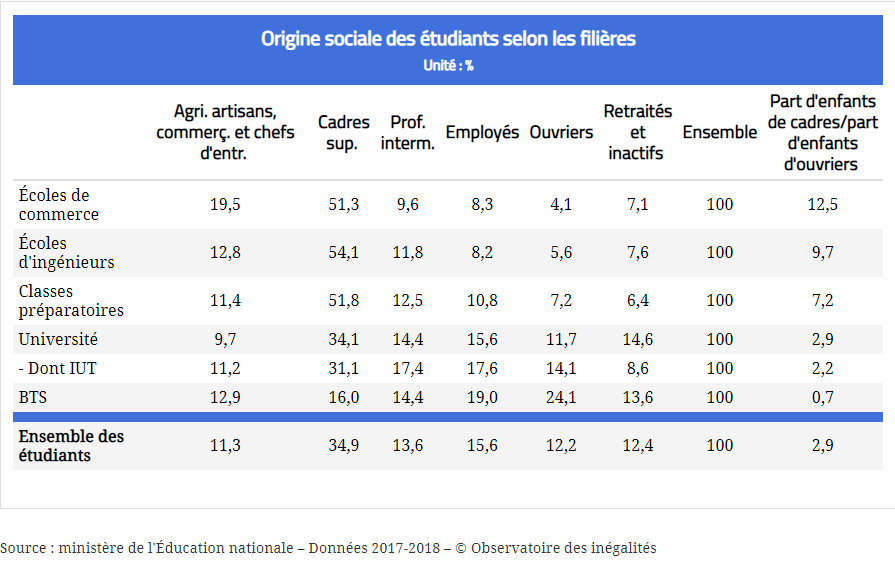 Origine sociale des étudiants selon les filières
Unité : %
Agri. artisans, commerç. et chefs d'entr. Cadres sup. Prof. interm. Employés Ouvriers Retraités et inactifs Ensemble Part d'enfants de cadres/part d'enfants d'ouvriers
Écoles de commerce 19,5 51,3 9,6 8,3 4,1 7,1 100 12,5
Écoles d'ingénieurs 12,8 54,1 11,8 8,2 5,6 7,6 100 9,7
Classes préparatoires 11,4 51,8 12,5 10,8 7,2 6,4 100 7,2
Université 9,7 34,1 14,4 15,6 11,7 14,6 100 2,9
- Dont IUT 11,2 31,1 17,4 17,6 14,1 8,6 100 2,2
BTS 12,9 16,0 14,4 19,0 24,1 13,6 100 0,7
Ensemble des étudiants 11,3 34,9 13,6 15,6 12,2 12,4 100 2,9
Source : ministère de l'Éducation nationale – Données 2017-2018 – © Observatoire des inégalités